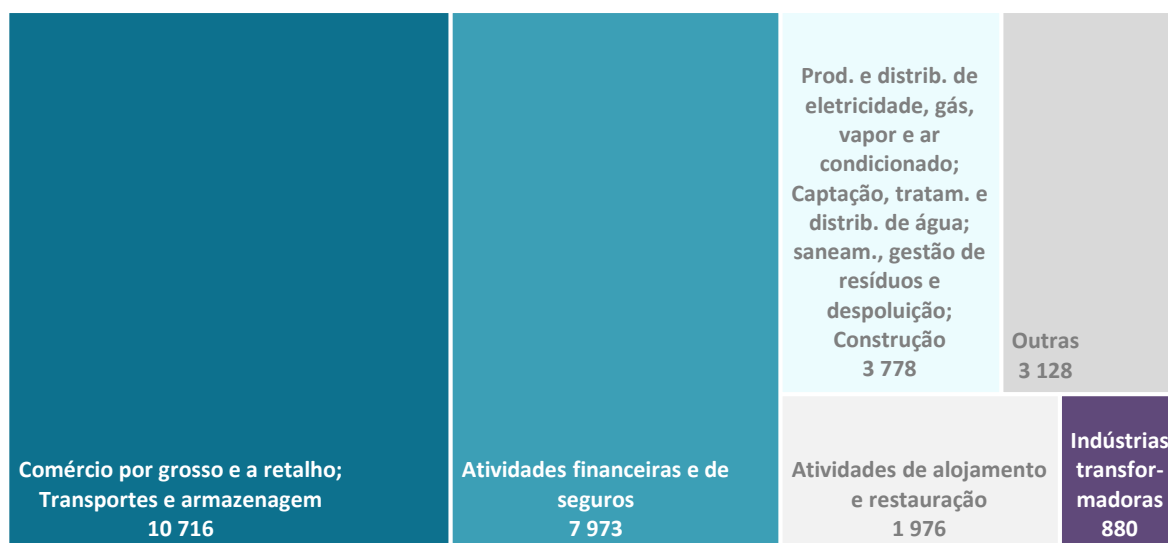 Comércio por grosso e a retalho;
Transportes e armazenagem
10 716
Atividades financeiras e de
seguros
7 973
Prod. e distrib. de
eletricidade, gás,
vapor e ar
condicionado;
Captação, tratam. e
distrib. de água;
saneam., gestão de
resíduos e
despoluição;
Construção
3 778
Outras
3 128
Atividades de alojamento
e restauração
1 976
Indústrias
transfor-
madoras
880